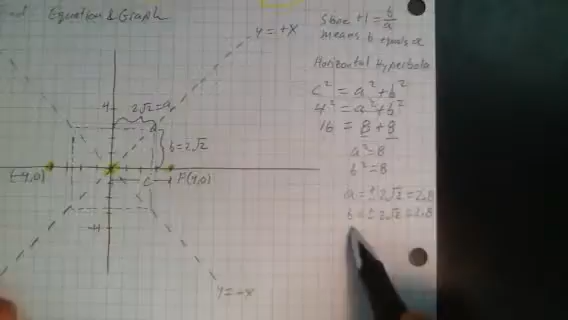 Equation & Graph
y = +x
4
2√2 = a
b = 2√2
(-4,0)
c
F(4,0)
-4
y = -x
Slope +1 = b/a
means b equals a
Horizontal Hyperbola
c² = a² + b²
4² = a² + b²
16 = 8 + 8
a² = 8
b² = 8
a = ± 2√2 = 2.8
b = ± 2√2 = 2.8